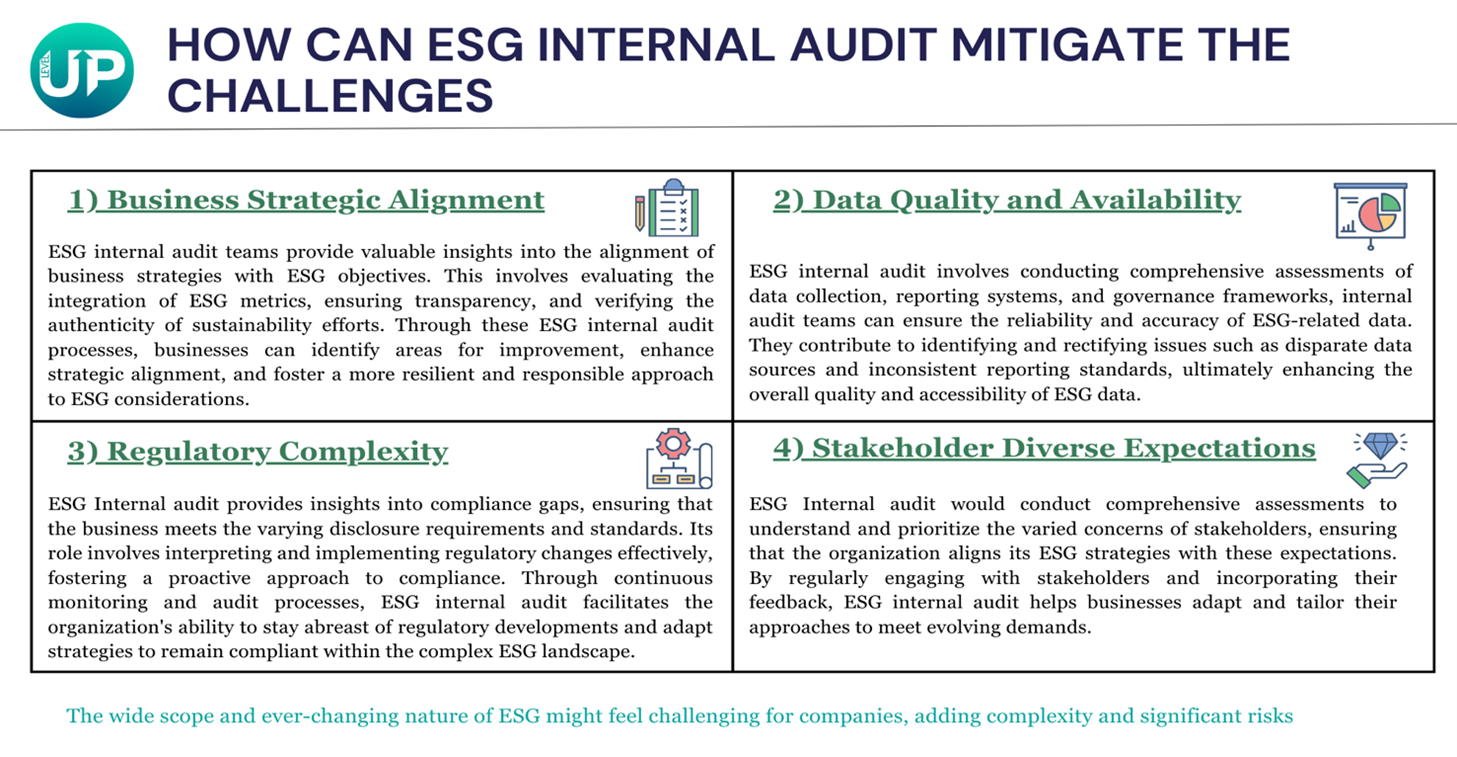 LEVEL
UP
HOW CAN ESG INTERNAL AUDIT MITIGATE THE
CHALLENGES
1) Business Strategic Alignment
ESG internal audit teams provide valuable insights into the alignment of
business strategies with ESG objectives. This involves evaluating the
integration of ESG metrics, ensuring transparency, and verifying the
authenticity of sustainability efforts. Through these ESG internal audit
processes, businesses can identify areas for improvement, enhance
strategic alignment, and foster a more resilient and responsible approach
to ESG considerations.
2) Data Quality and Availability
ESG internal audit involves conducting comprehensive assessments of
data collection, reporting systems, and governance frameworks, internal
audit teams can ensure the reliability and accuracy of ESG-related data.
They contribute to identifying and rectifying issues such as disparate data
sources and inconsistent reporting standards, ultimately enhancing the
overall quality and accessibility of ESG data.
3) Regulatory Complexity
ESG Internal audit provides insights into compliance gaps, ensuring that
the business meets the varying disclosure requirements and standards. Its
role involves interpreting and implementing regulatory changes effectively,
fostering a proactive approach to compliance. Through continuous
monitoring and audit processes, ESG internal audit facilitates the
organization's ability to stay abreast of regulatory developments and adapt
strategies to remain compliant within the complex ESG landscape.
4) Stakeholder Diverse Expectations
ESG Internal audit would conduct comprehensive assessments to
understand and prioritize the varied concerns of stakeholders, ensuring
that the organization aligns its ESG strategies with these expectations.
By regularly engaging with stakeholders and incorporating their
feedback, ESG internal audit helps businesses adapt and tailor their
approaches to meet evolving demands.
The wide scope and ever-changing nature of ESG might feel challenging for companies, adding complexity and significant risks